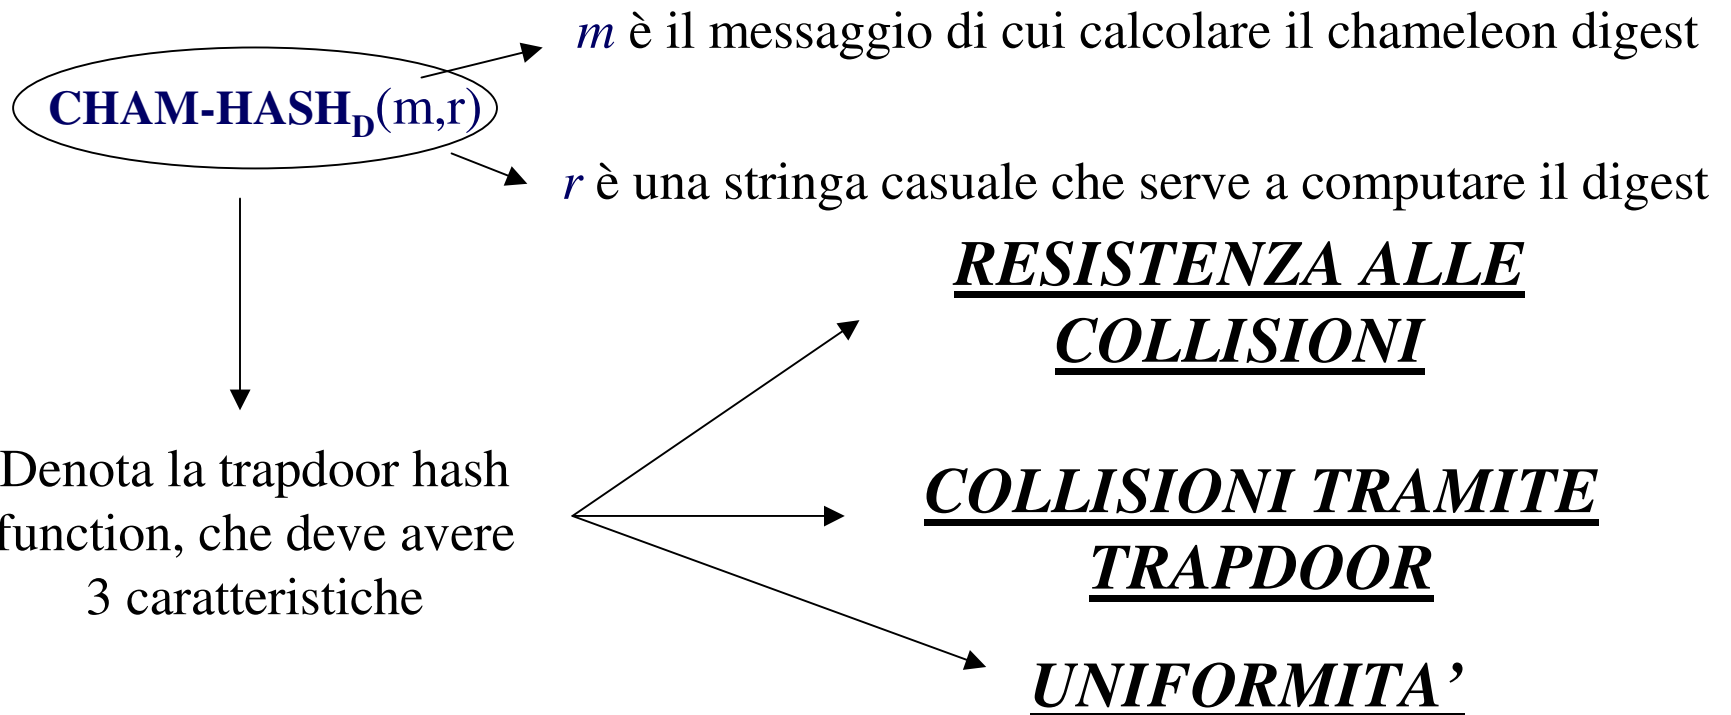 m è il messaggio di cui calcolare il chameleon digest
CHAM-HASHD(m,r)
r è una stringa casuale che serve a computare il digest
RESISTENZA ALLE
COLLISIONI
Denota la trapdoor hash
function, che deve avere
3 caratteristiche
COLLISIONI TRAMITE
TRAPDOOR
UNIFORMITA’